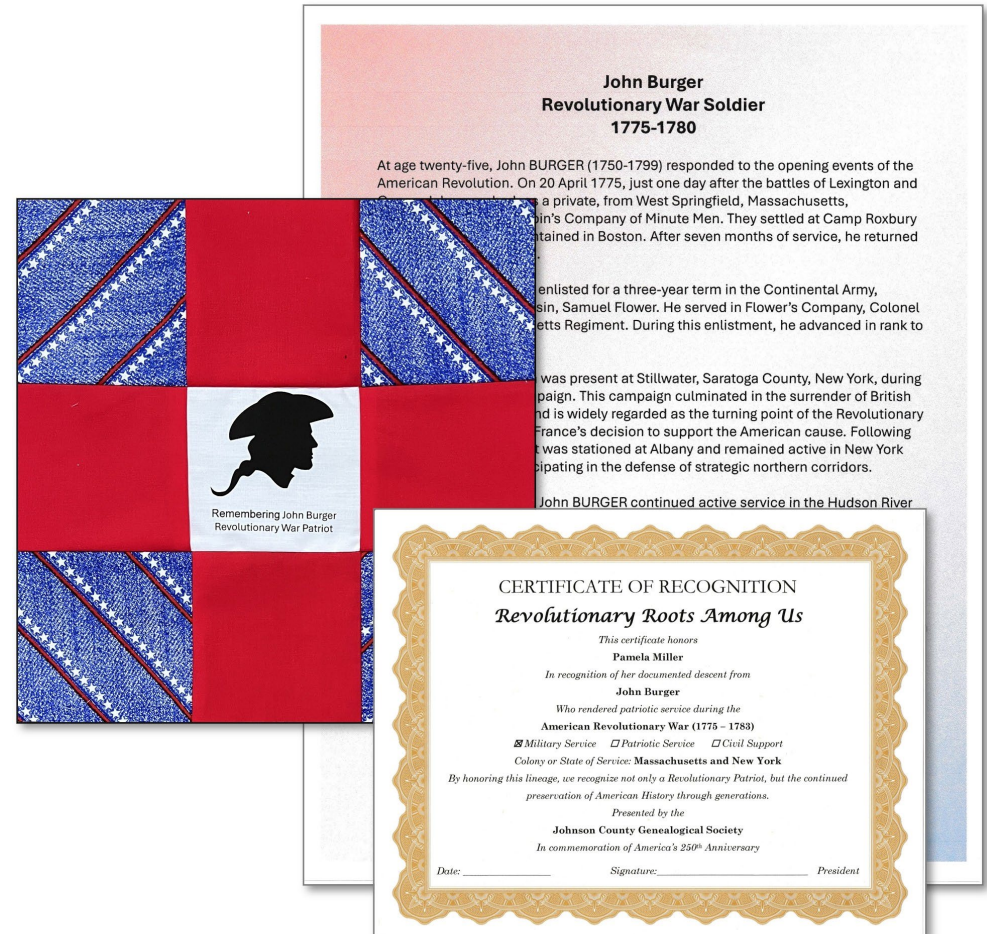 John Burger
Revolutionary War Soldier
1775-1780
At age twenty-five, John BURGER (1750-1799) responded to the opening events of the
American Revolution. On 20 April 1775, just one day after the battles of Lexington and
a private, from West Springfield, Massachusetts,
Company of Minute Men. They settled at Camp Roxbury
in Boston. After seven months of service, he returned
enlisted for a three-year term in the Continental Army,
Samuel Flower. He served in Flower's Company, Colonel
Regiment. During this enlistment, he advanced in rank to
was present at Stillwater, Saratoga County, New York, during
This campaign culminated in the surrender of British
is widely regarded as the turning point of the Revolutionary
France's decision to support the American cause. Following
was stationed at Albany and remained active in New York
in the defense of strategic northern corridors.
John BURGER continued active service in the Hudson River
Remembering John Burger
Revolutionary War Patriot
CERTIFICATE OF RECOGNITION
Revolutionary Roots Among Us
This certificate honors
Pamela Miller
In recognition of her documented descent from
John Burger
Who rendered patriotic service during the
American Revolutionary War (1775 – 1783)
☒ Military Service ☐ Patriotic Service ☐ Civil Support
Colony or State of Service: Massachusetts and New York
By honoring this lineage, we recognize not only a Revolutionary Patriot, but the continued
preservation of American History through generations.
Presented by the
Johnson County Genealogical Society
In commemoration of America's 250th Anniversary
Date: ________________ Signature:____________________________ President